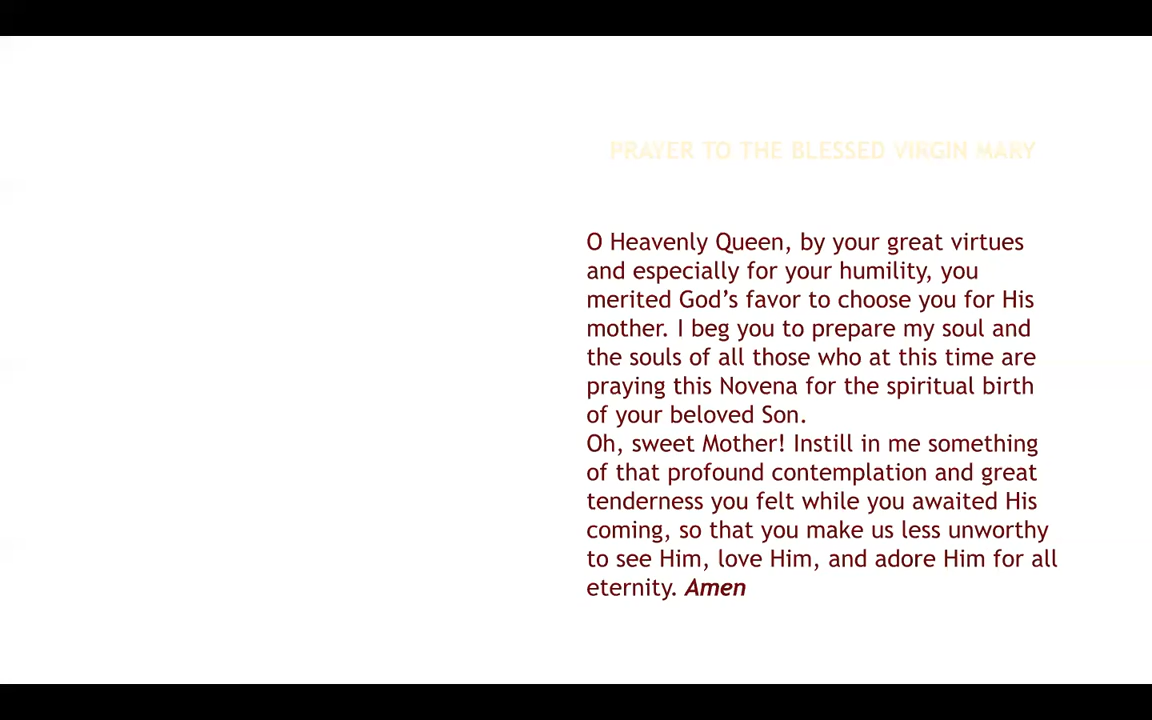 PRAYER TO THE BLESSED VIRGIN MARY
O Heavenly Queen, by your great virtues
and especially for your humility, you
merited God’s favor to choose you for His
mother. I beg you to prepare my soul and
the souls of all those who at this time are
praying this Novena for the spiritual birth
of your beloved Son.
Oh, sweet Mother! Instill in me something
of that profound contemplation and great
tenderness you felt while you awaited His
coming, so that you make us less unworthy
to see Him, love Him, and adore Him for all
eternity. Amen